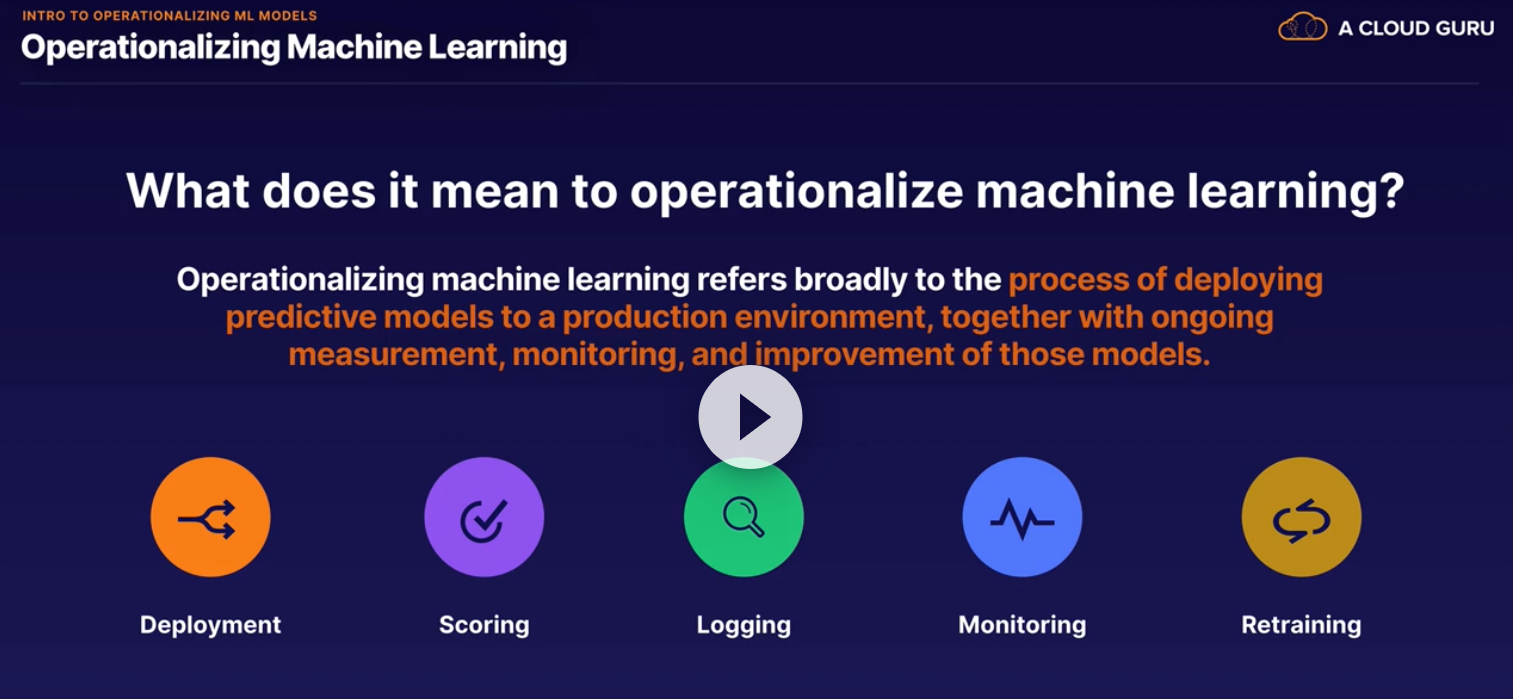 INTRO TO OPERATIONALIZING ML MODELS
Operationalizing Machine Learning
A CLOUD GURU
What does it mean to operationalize machine learning?
Operationalizing machine learning refers broadly to the process of deploying
predictive models to a production environment, together with ongoing
measurement, monitoring, and improvement of those models.
Deployment
Scoring
Logging
Monitoring
Retraining